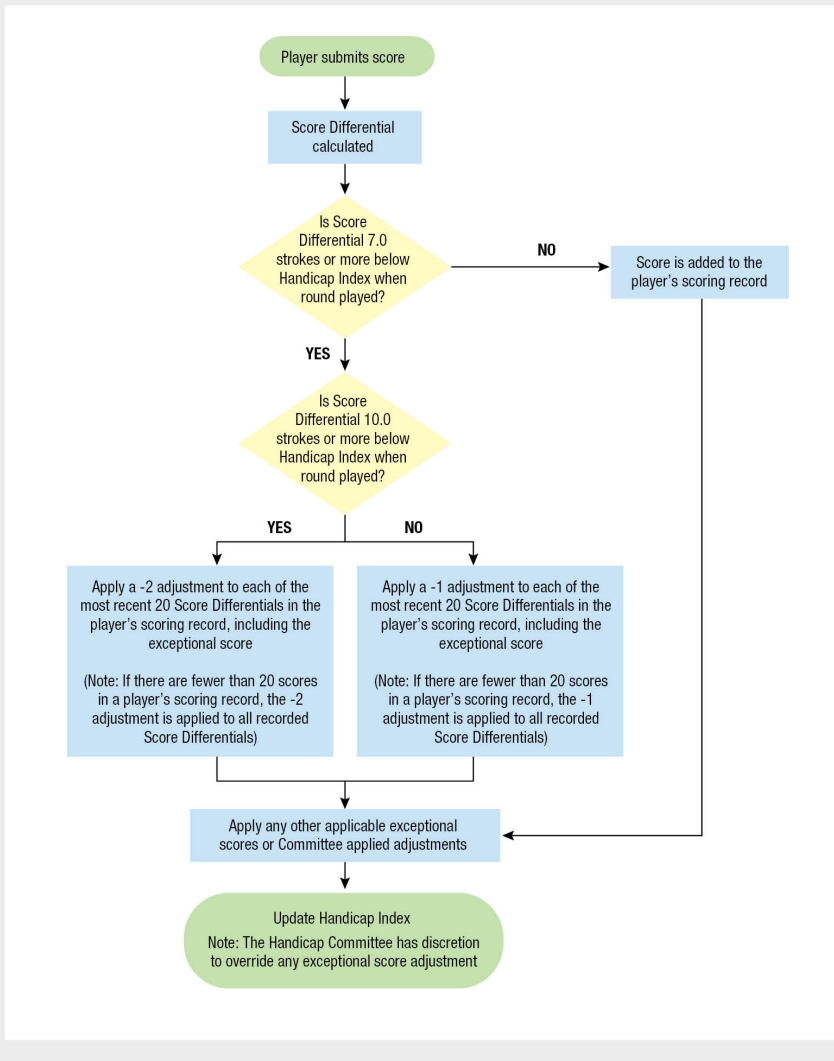 Player submits score
Score Differential
calculated
Is Score
Differential 7.0
strokes or more below
Handicap Index when
round played?
NO
Score is added to the
player's scoring record
YES
Is Score
Differential 10.0
strokes or more below
Handicap Index when
round played?
YES
NO
Apply a -2 adjustment to each of the
most recent 20 Score Differentials in the
player's scoring record, including the
exceptional score
(Note: If there are fewer than 20 scores
in a player's scoring record, the -2
adjustment is applied to all recorded
Score Differentials)
Apply a -1 adjustment to each of the
most recent 20 Score Differentials in the
player's scoring record, including the
exceptional score
(Note: If there are fewer than 20 scores
in a player's scoring record, the -1
adjustment is applied to all recorded
Score Differentials)
Apply any other applicable exceptional
scores or Committee applied adjustments
Update Handicap Index
Note: The Handicap Committee has discretion
to override any exceptional score adjustment